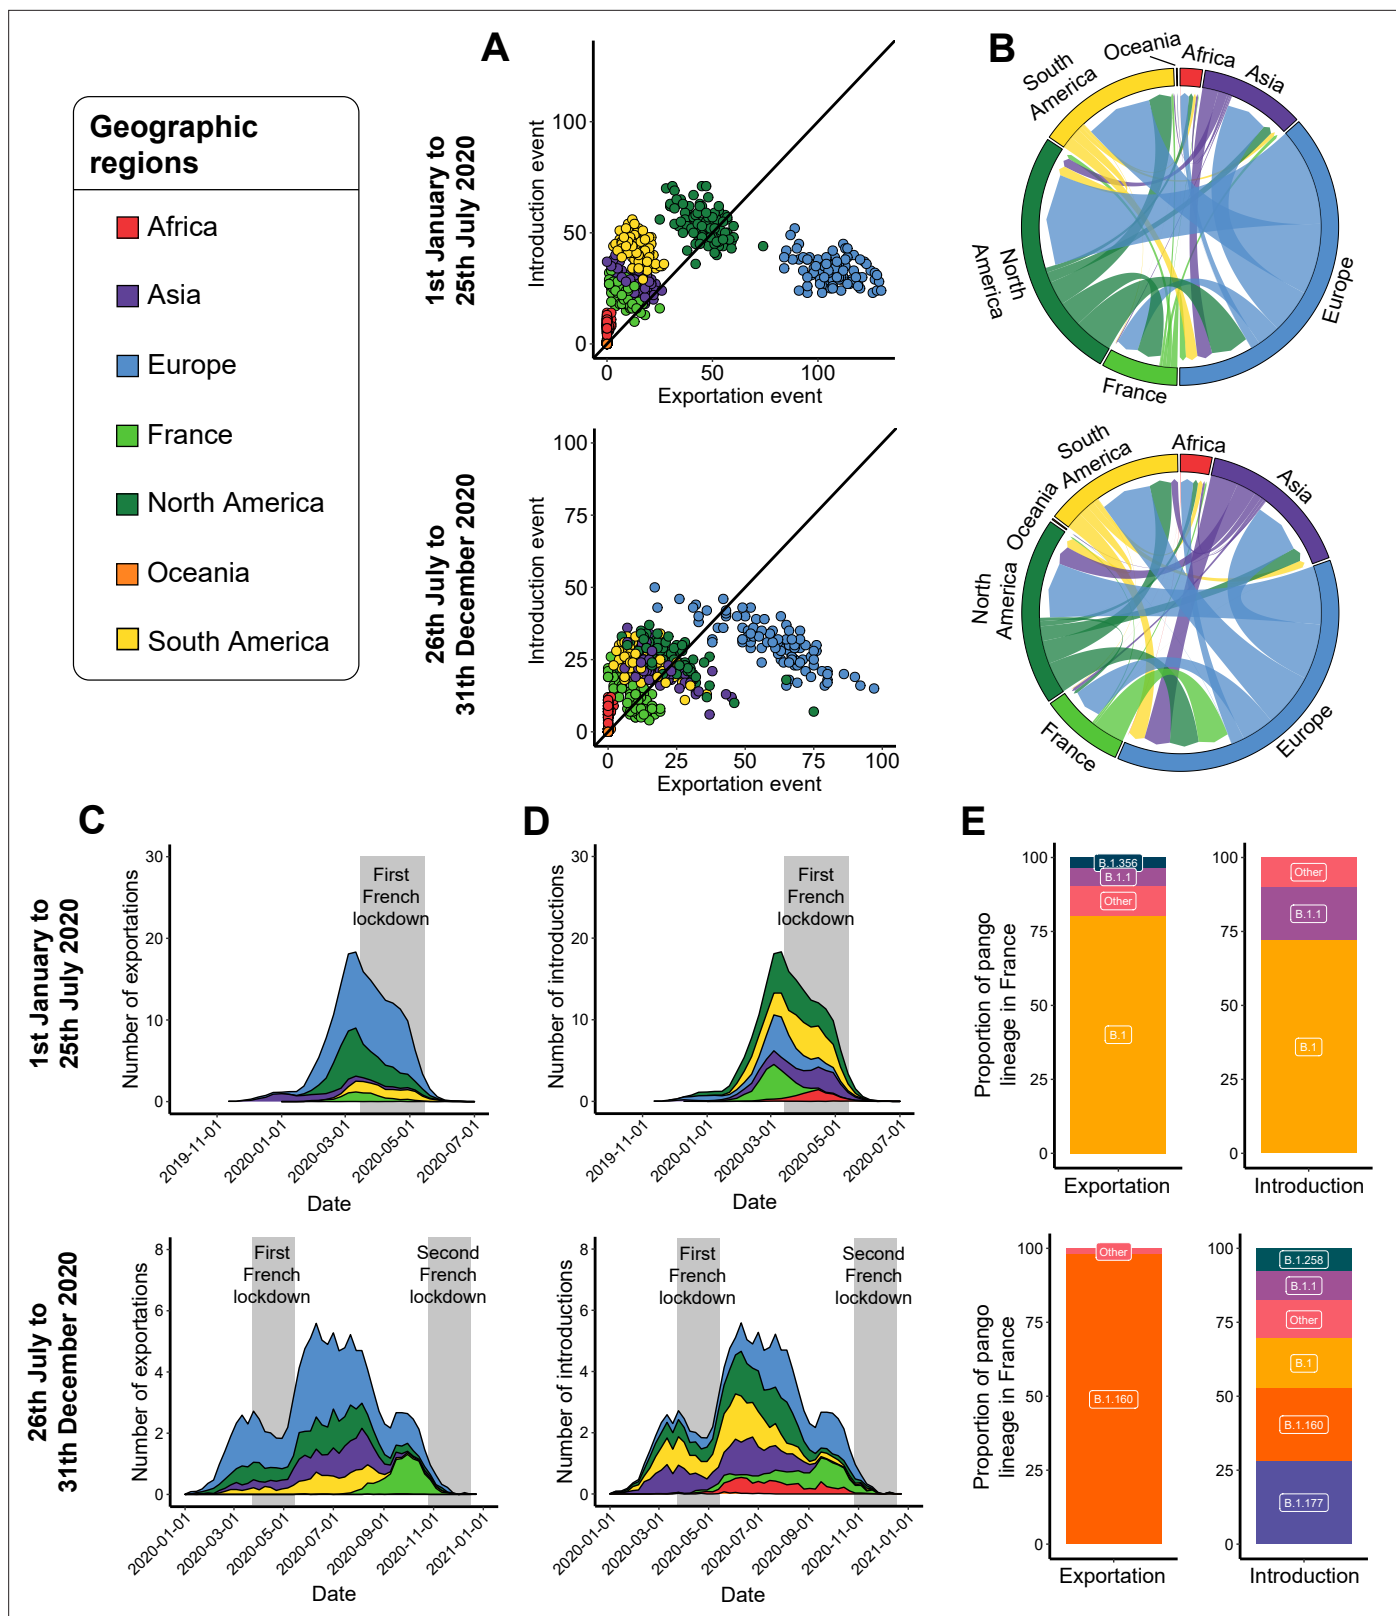 Geographic
regions
Africa
Asia
Europe
France
North America
Oceania
South America
A
1st January to
25th July 2020
Introduction event
100
50
0
0
50
100
Exportation event
26th July to
31th December 2020
Introduction event
100
75
50
25
0
0
25
50
75
100
Exportation event
B
Oceania
Africa
Asia
Europe
France
North
America
South
America
Africa
Asia
Europe
France
North
America
Oceania
South
America
C
1st January to
25th July 2020
Number of exportations
30
20
10
0
First
French
lockdown
2019-11-01
2020-01-01
2020-03-01
2020-05-01
2020-07-01
Date
26th July to
31th December 2020
Number of exportations
8
6
4
2
0
First
French
lockdown
Second
French
lockdown
2020-01-01
2020-03-01
2020-05-01
2020-07-01
2020-09-01
2020-11-01
2021-01-01
Date
D
Number of introductions
30
20
10
0
First
French
lockdown
2019-11-01
2020-01-01
2020-03-01
2020-05-01
2020-07-01
Date
Number of introductions
8
6
4
2
0
First
French
lockdown
Second
French
lockdown
2020-01-01
2020-03-01
2020-05-01
2020-07-01
2020-09-01
2020-11-01
2021-01-01
Date
E
Proportion of pango
lineage in France
100
75
50
25
0
B.1.356
B.1.1
Other
B.1
Exportation
100
75
50
25
0
Other
B.1.1
B.1
Introduction
Proportion of pango
lineage in France
100
75
50
25
0
Other
B.1.160
Exportation
100
75
50
25
0
B.1.258
B.1.1
Other
B.1
B.1.160
B.1.177
Introduction